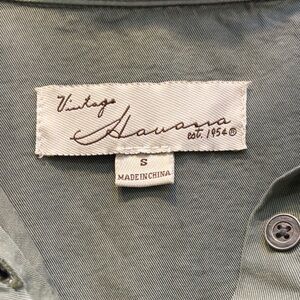 Vintage
Havana
est. 1954®
S
MADE IN CHINA